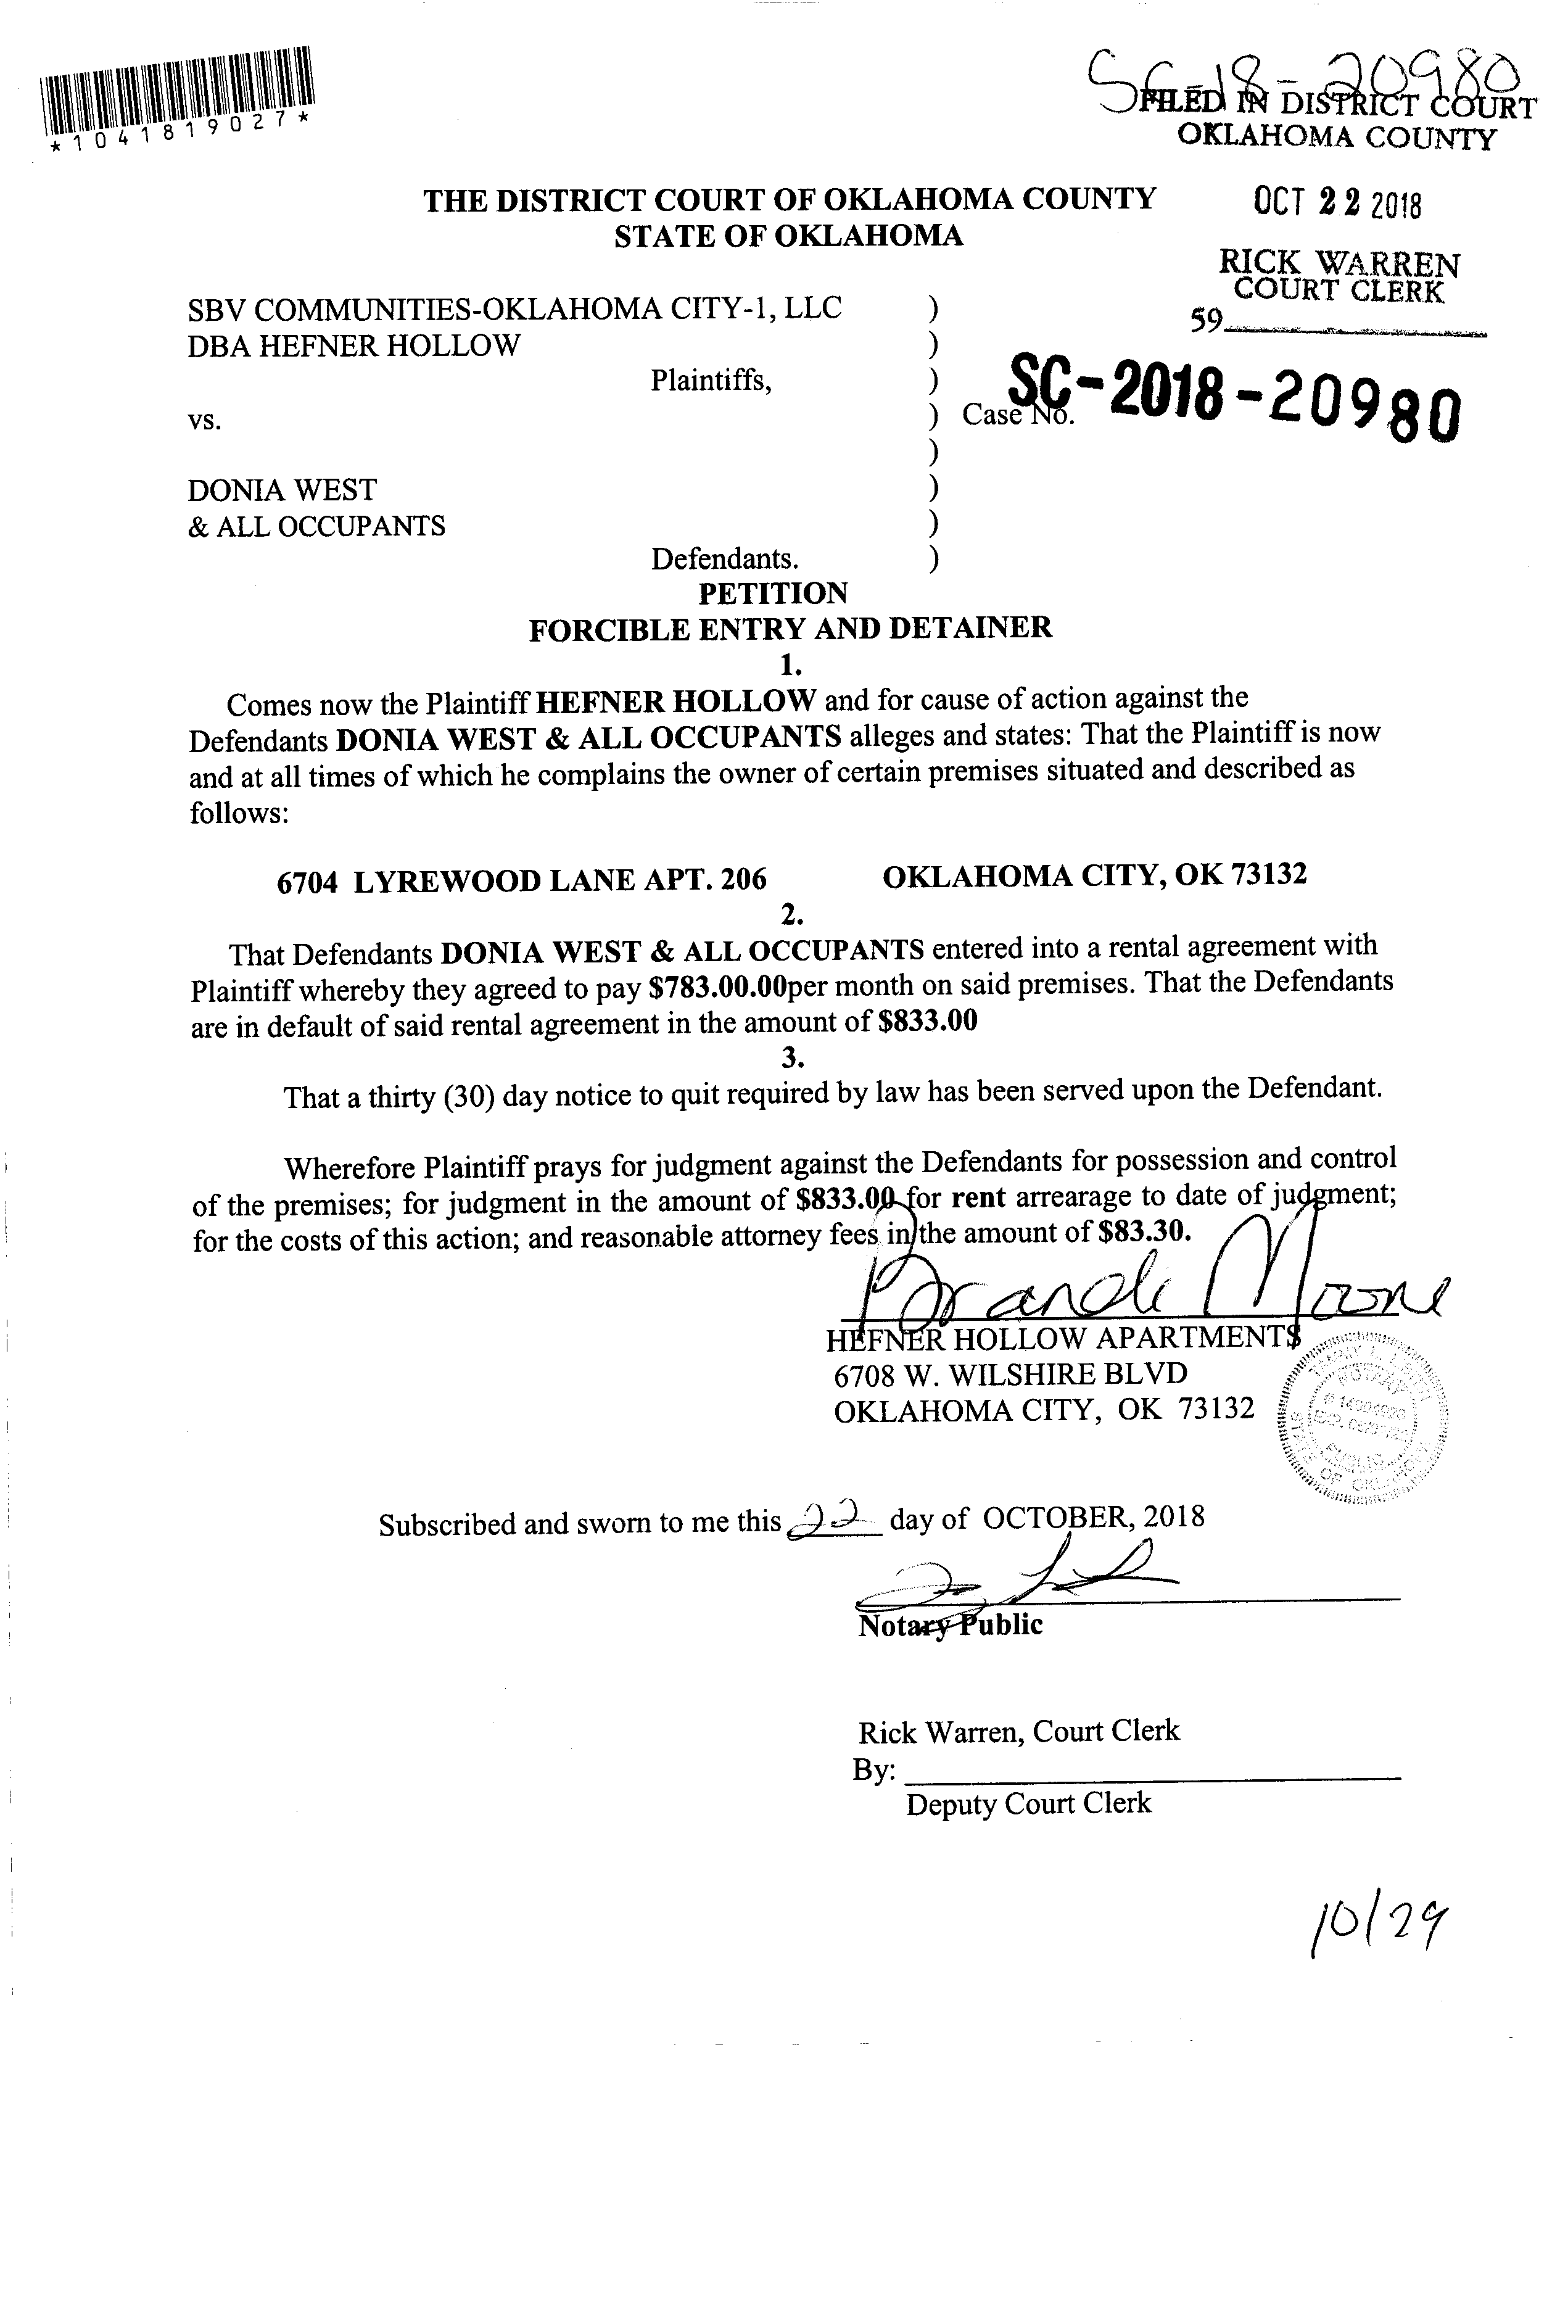 *1041819027*
SC-18-20980
FILED IN DISTRICT COURT
OKLAHOMA COUNTY
THE DISTRICT COURT OF OKLAHOMA COUNTY
STATE OF OKLAHOMA
OCT 22 2018
RICK WARREN
COURT CLERK
59
SBV COMMUNITIES-OKLAHOMA CITY-1, LLC )
DBA HEFNER HOLLOW )
Plaintiffs, )
vs. ) Case No. SC-2018-20980
)
DONIA WEST )
& ALL OCCUPANTS )
Defendants. )
PETITION
FORCIBLE ENTRY AND DETAINER
1.
Comes now the Plaintiff HEFNER HOLLOW and for cause of action against the
Defendants DONIA WEST & ALL OCCUPANTS alleges and states: That the Plaintiff is now
and at all times of which he complains the owner of certain premises situated and described as
follows:
6704 LYREWOOD LANE APT. 206 OKLAHOMA CITY, OK 73132
2.
That Defendants DONIA WEST & ALL OCCUPANTS entered into a rental agreement with
Plaintiff whereby they agreed to pay $783.00.00per month on said premises. That the Defendants
are in default of said rental agreement in the amount of $833.00
3.
That a thirty (30) day notice to quit required by law has been served upon the Defendant.
Wherefore Plaintiff prays for judgment against the Defendants for possession and control
of the premises; for judgment in the amount of $833.00 for rent arrearage to date of judgment;
for the costs of this action; and reasonable attorney fees in the amount of $83.30.
Brandi Moore
HEFNER HOLLOW APARTMENTS
6708 W. WILSHIRE BLVD
OKLAHOMA CITY, OK 73132
NOTARY
PUBLIC
STATE OF OKLAHOMA
Subscribed and sworn to me this 22 day of OCTOBER, 2018
Notary Public
Rick Warren, Court Clerk
By:
Deputy Court Clerk
10/29